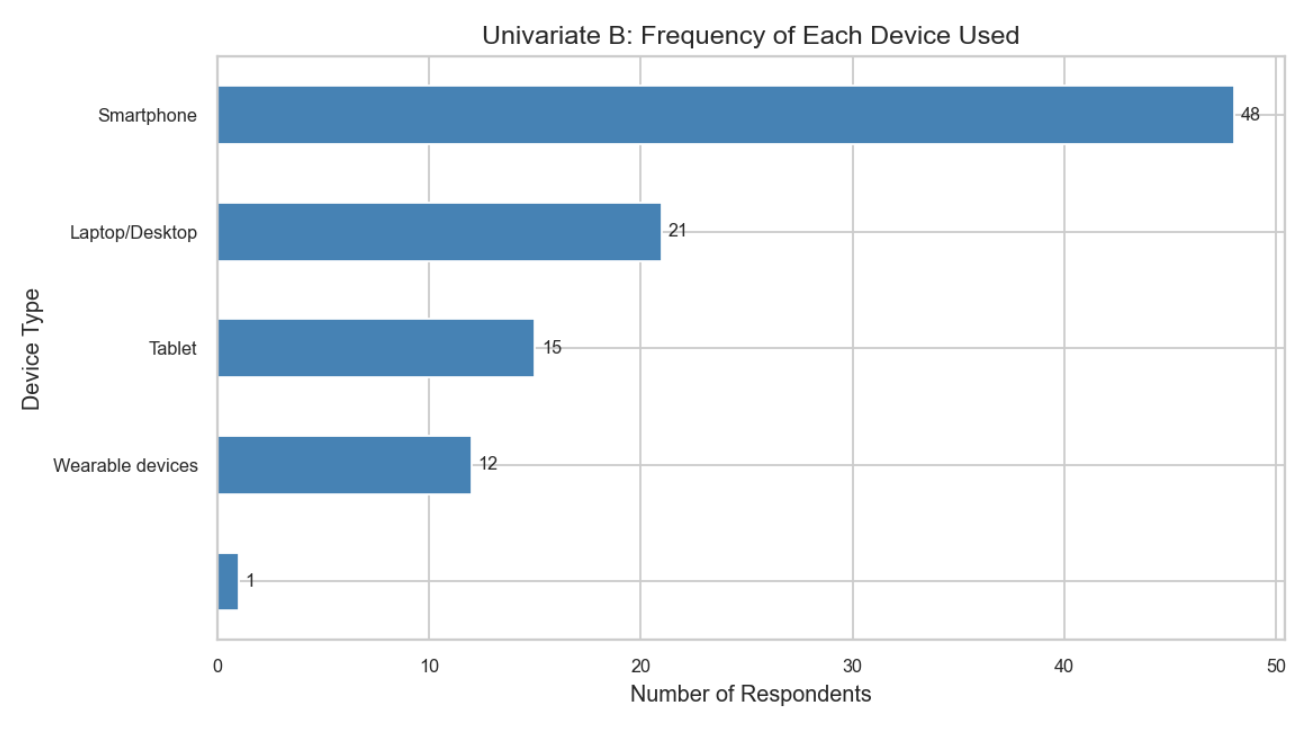 Univariate B: Frequency of Each Device Used
Smartphone
48
Laptop/Desktop
21
Tablet
15
Wearable devices
12
1
Device Type
0 10 20 30 40 50
Number of Respondents